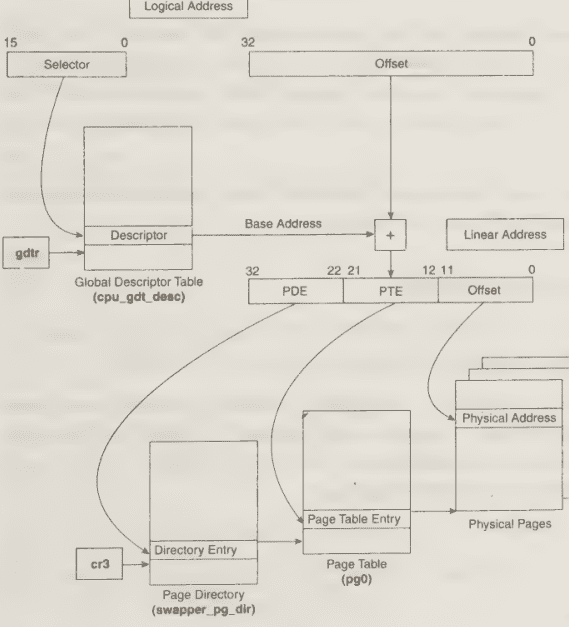 Logical Address
15 0 32 0
Selector Offset
Base Address
Descriptor
+
Linear Address
gdtr
Global Descriptor Table
(cpu_gdt_desc)
32 22 21 12 11 0
PDE PTE Offset
Physical Address
Page Table Entry
Physical Pages
Directory Entry
cr3
Page Table
(pg0)
Page Directory
(swapper_pg_dir)